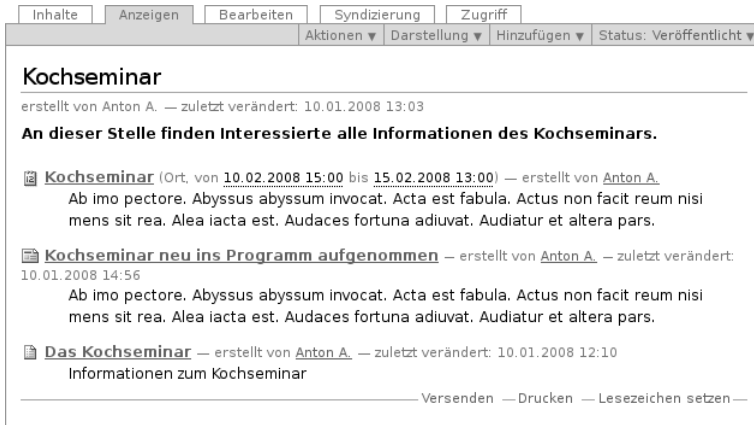 Inhalte Anzeigen Bearbeiten Syndizierung Zugriff
Aktionen ▼ Darstellung ▼ Hinzufügen ▼ Status: Veröffentlicht ▼
Kochseminar
erstellt von Anton A. — zuletzt verändert: 10.01.2008 13:03
An dieser Stelle finden Interessierte alle Informationen des Kochseminars.
Kochseminar (Ort, von 10.02.2008 15:00 bis 15.02.2008 13:00) — erstellt von Anton A.
Ab imo pectore. Abyssus abyssum invocat. Acta est fabula. Actus non facit reum nisi
mens sit rea. Alea iacta est. Audaces fortuna adiuvat. Audiatur et altera pars.
Kochseminar neu ins Programm aufgenommen — erstellt von Anton A. — zuletzt verändert:
10.01.2008 14:56
Ab imo pectore. Abyssus abyssum invocat. Acta est fabula. Actus non facit reum nisi
mens sit rea. Alea iacta est. Audaces fortuna adiuvat. Audiatur et altera pars.
Das Kochseminar — erstellt von Anton A. — zuletzt verändert: 10.01.2008 12:10
Informationen zum Kochseminar
Versenden — Drucken — Lesezeichen setzen —